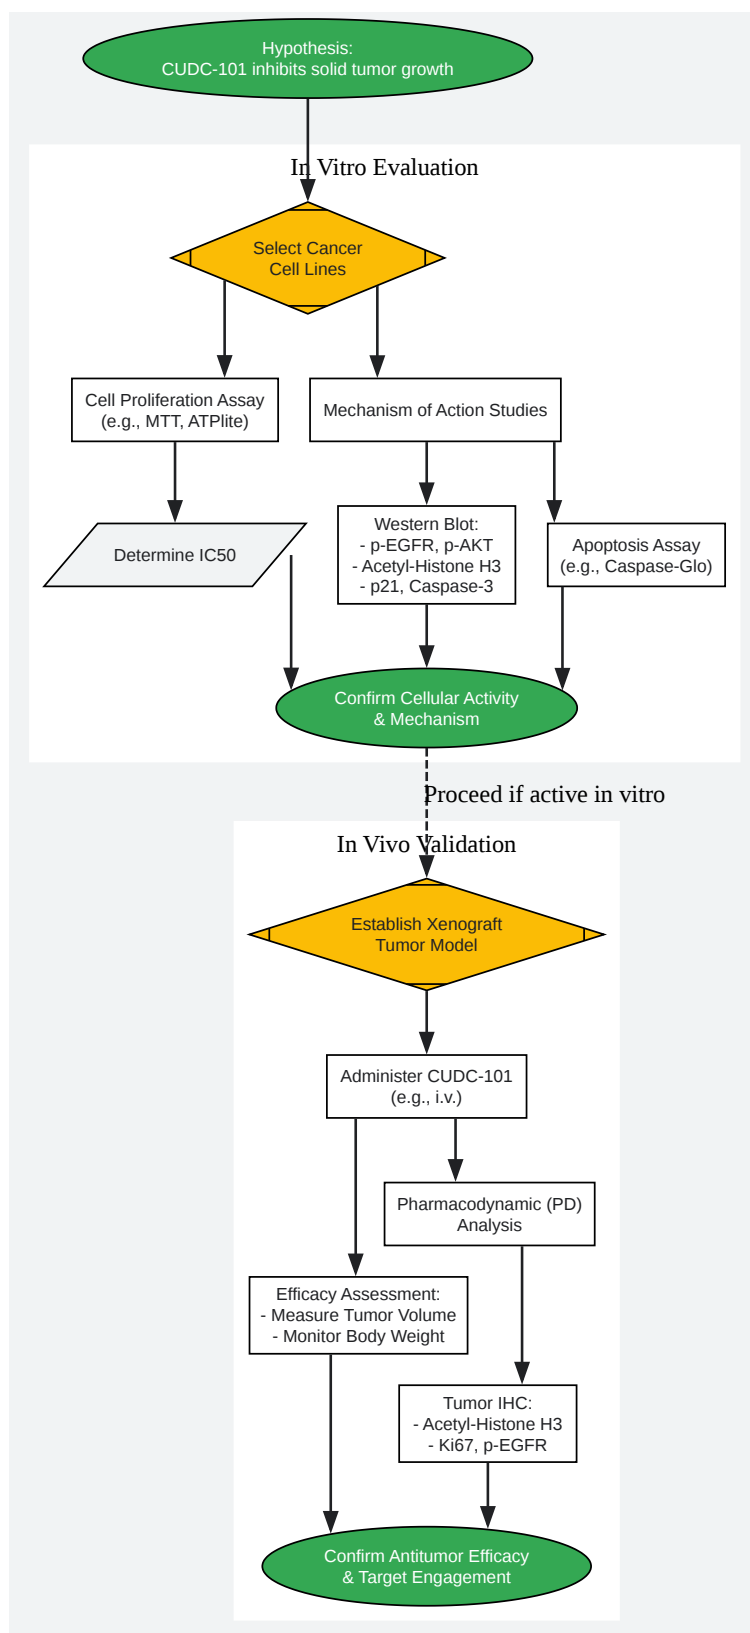 Hypothesis:
CUDC-101 inhibits solid tumor growth
In Vitro Evaluation
Select Cancer
Cell Lines
Cell Proliferation Assay
(e.g., MTT, ATPlite)
Mechanism of Action Studies
Determine IC50
Western Blot:
- p-EGFR, p-AKT
- Acetyl-Histone H3
- p21, Caspase-3
Apoptosis Assay
(e.g., Caspase-Glo)
Confirm Cellular Activity
& Mechanism
Proceed if active in vitro
In Vivo Validation
Establish Xenograft
Tumor Model
Administer CUDC-101
(e.g., i.v.)
Pharmacodynamic (PD)
Analysis
Efficacy Assessment:
- Measure Tumor Volume
- Monitor Body Weight
Tumor IHC:
- Acetyl-Histone H3
- Ki67, p-EGFR
Confirm Antitumor Efficacy
& Target Engagement